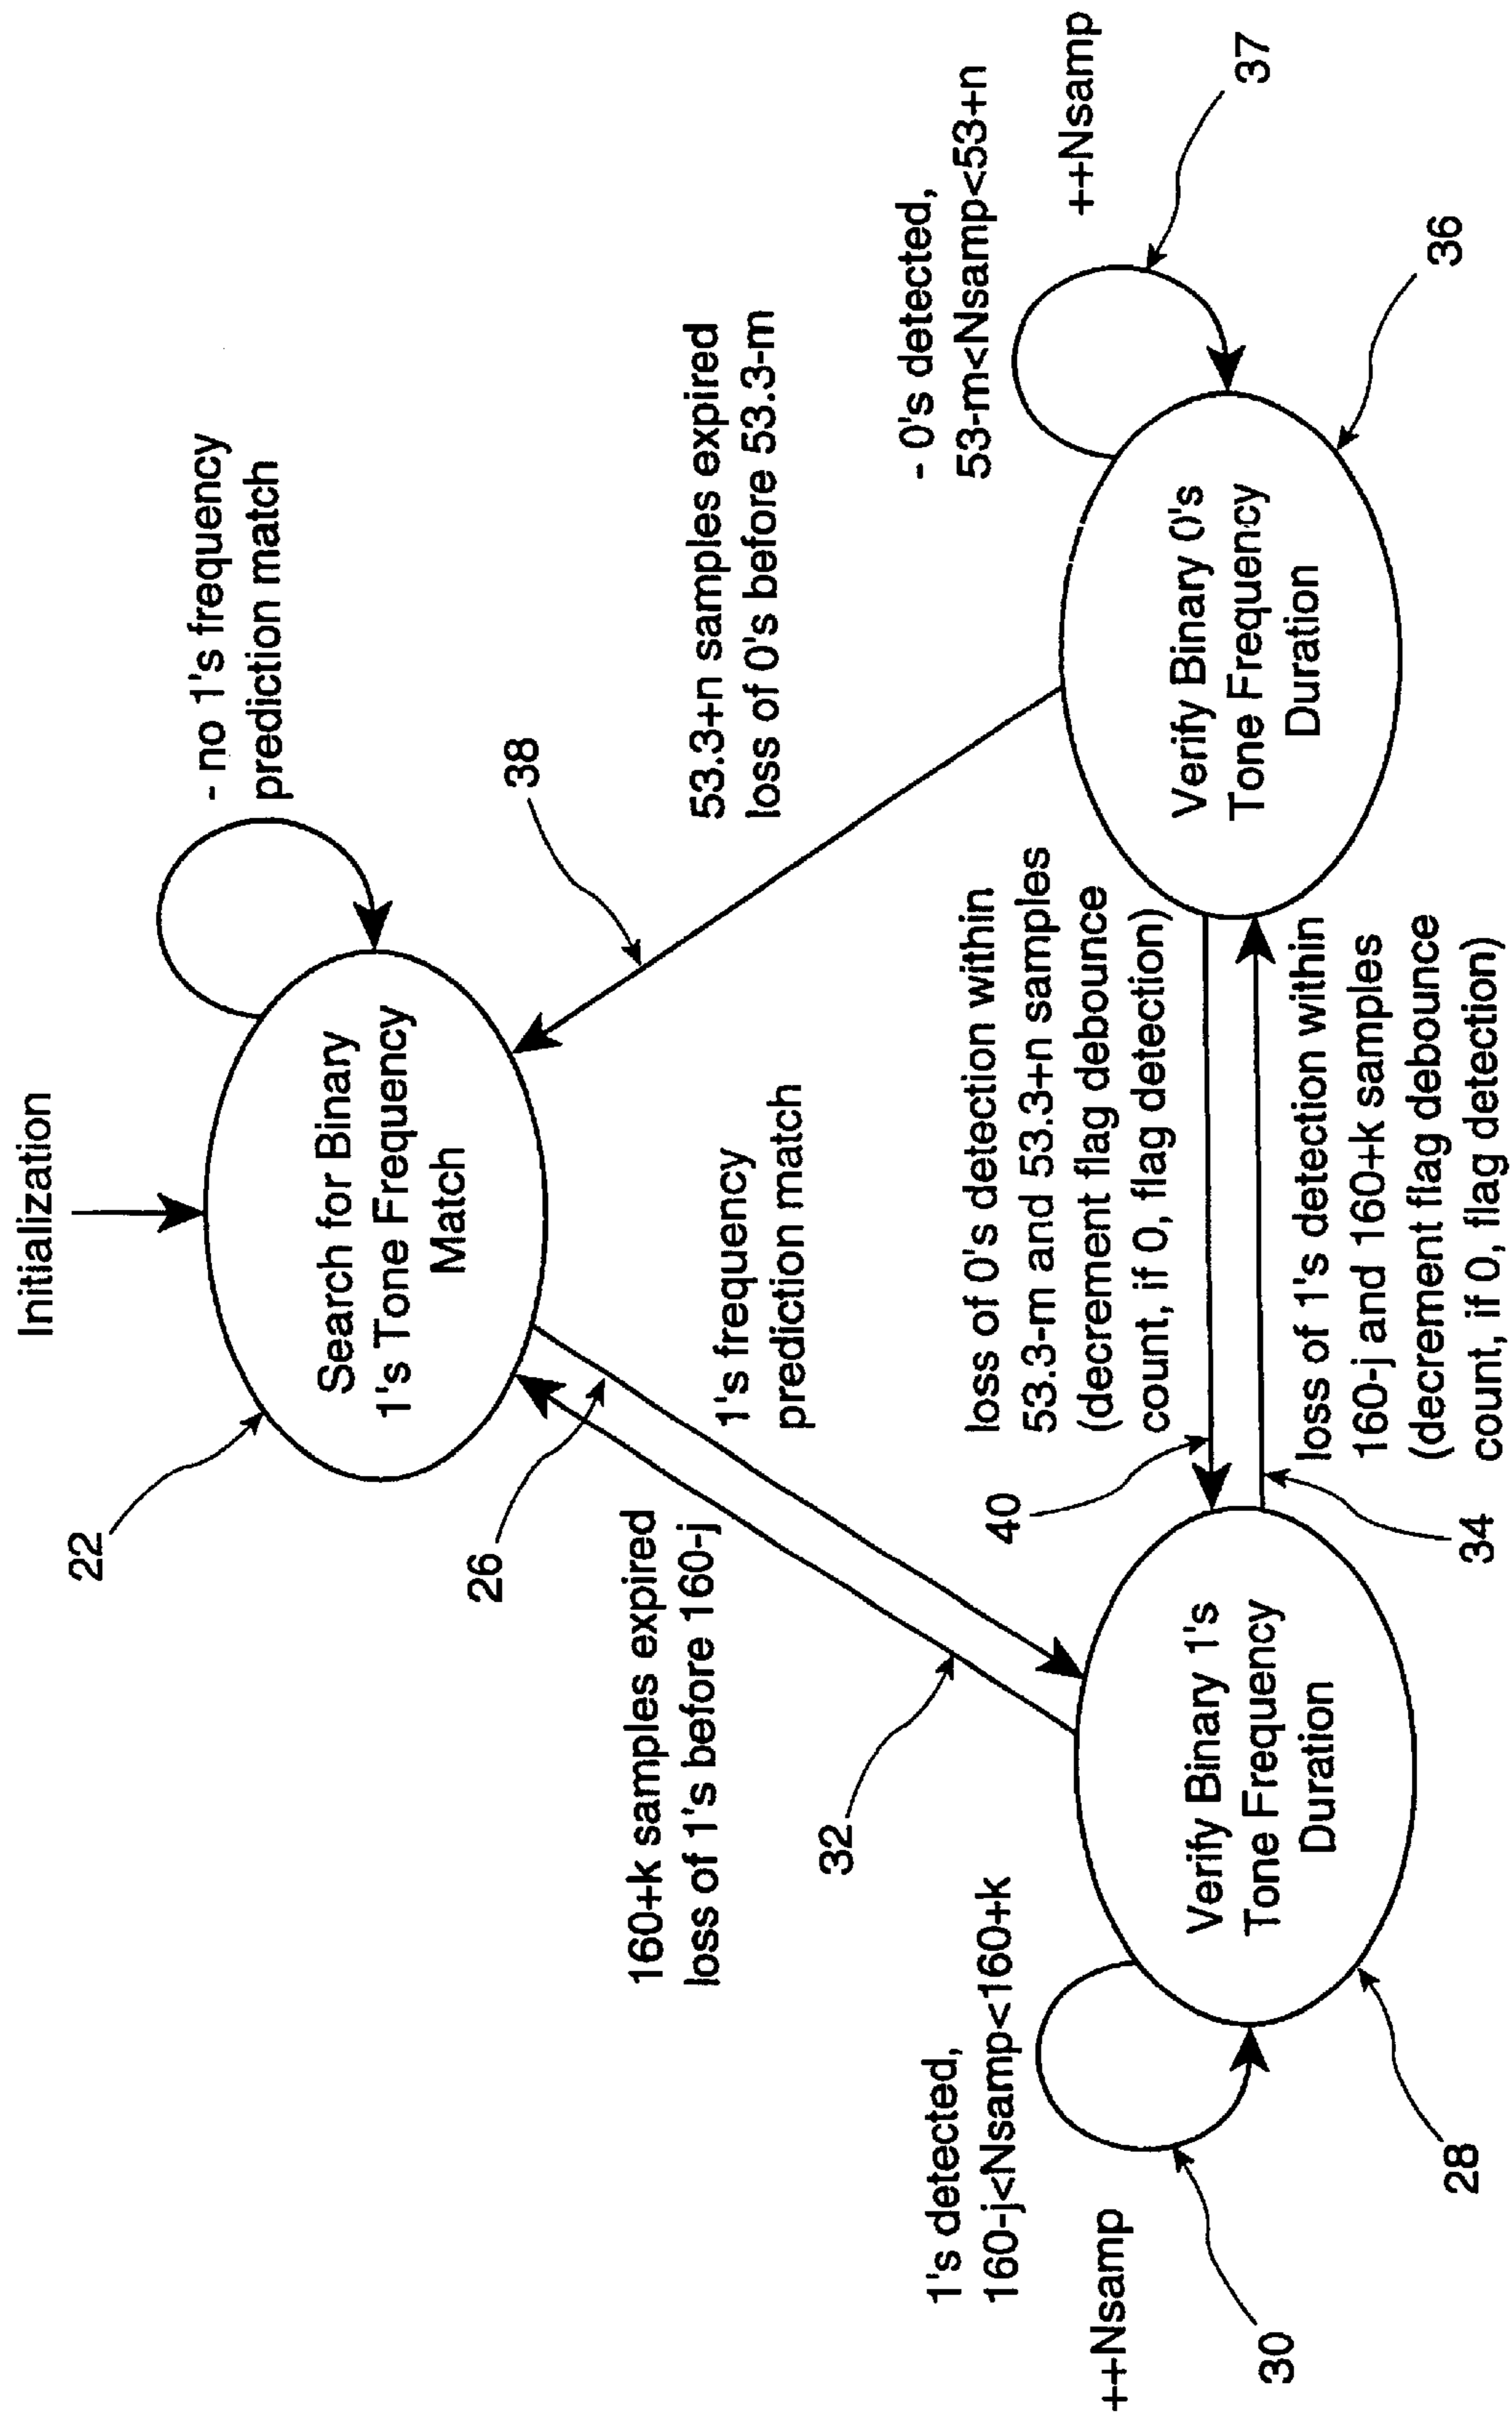 Initialization
22
Search for Binary
1's Tone Frequency
Match
- no 1's frequency
prediction match
26
1's frequency
prediction match
160+k samples expired
loss of 1's before 160-j
32
38
53.3+n samples expired
loss of 0's before 53.3-m
1's detected,
160-j<Nsamp<160+k
++Nsamp
30
Verify Binary 1's
Tone Frequency
Duration
28
40
loss of 0's detection within
53.3-m and 53.3+n samples
(decrement flag debounce
count, if 0, flag detection)
34
loss of 1's detection within
160-j and 160+k samples
(decrement flag debounce
count, if 0, flag detection)
Verify Binary 0's
Tone Frequency
Duration
36
- 0's detected,
53-m<Nsamp<53+n
++Nsamp
37